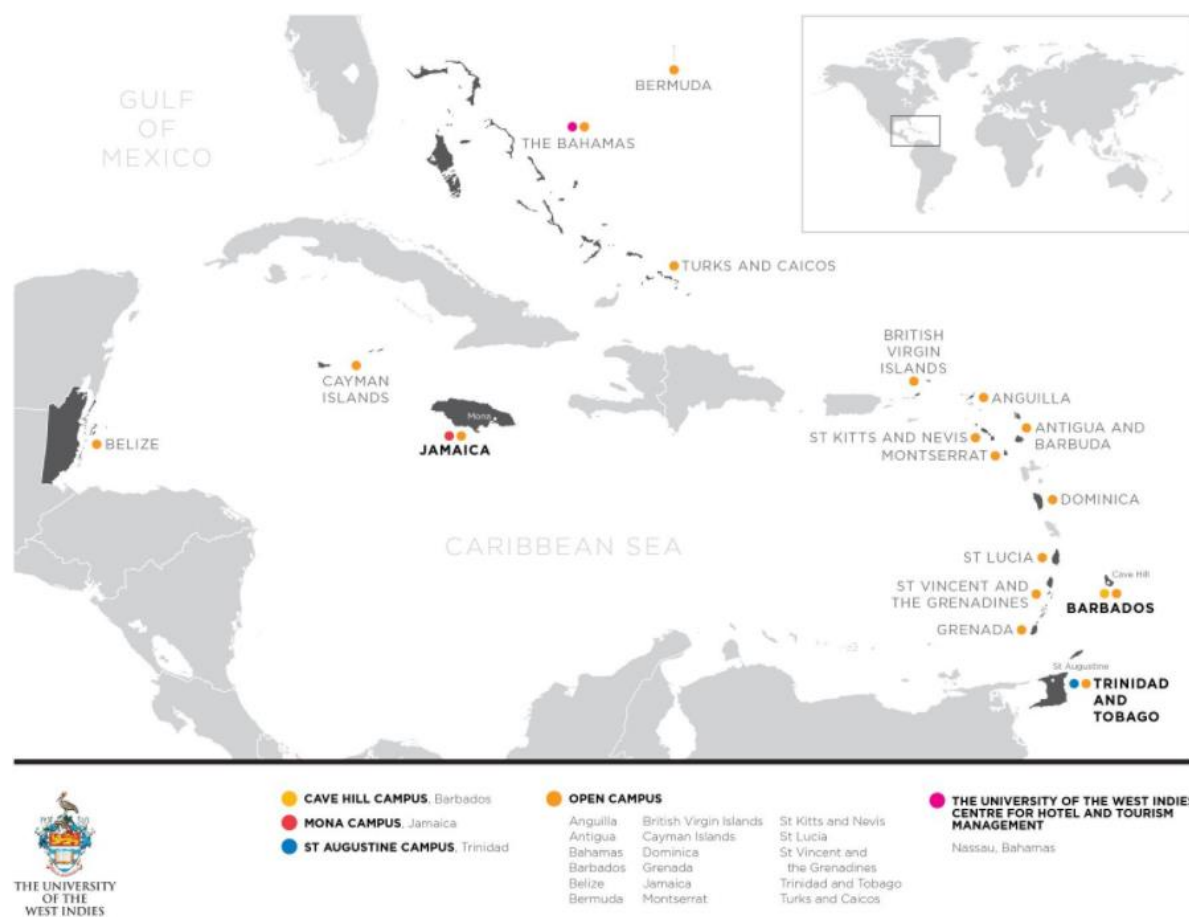 GULF
OF
MEXICO
BERMUDA
THE BAHAMAS
TURKS AND CAICOS
CAYMAN
ISLANDS
BRITISH
VIRGIN
ISLANDS
ANGUILLA
Mona
JAMAICA
BELIZE
ST KITTS AND NEVIS
ANTIGUA AND
BARBUDA
MONTSERRAT
DOMINICA
CARIBBEAN SEA
ST LUCIA
Cave Hill
ST VINCENT AND
THE GRENADINES
BARBADOS
GRENADA
St Augustine
TRINIDAD
AND
TOBAGO
THE UNIVERSITY
OF THE
WEST INDIES
CAVE HILL CAMPUS, Barbados
MONA CAMPUS, Jamaica
ST AUGUSTINE CAMPUS, Trinidad
OPEN CAMPUS
Anguilla
Antigua
Bahamas
Barbados
Belize
Bermuda
British Virgin Islands
Cayman Islands
Dominica
Grenada
Jamaica
Montserrat
St Kitts and Nevis
St Lucia
St Vincent and
the Grenadines
Trinidad and Tobago
Turks and Caicos
THE UNIVERSITY OF THE WEST INDIES
CENTRE FOR HOTEL AND TOURISM
MANAGEMENT
Nassau, Bahamas